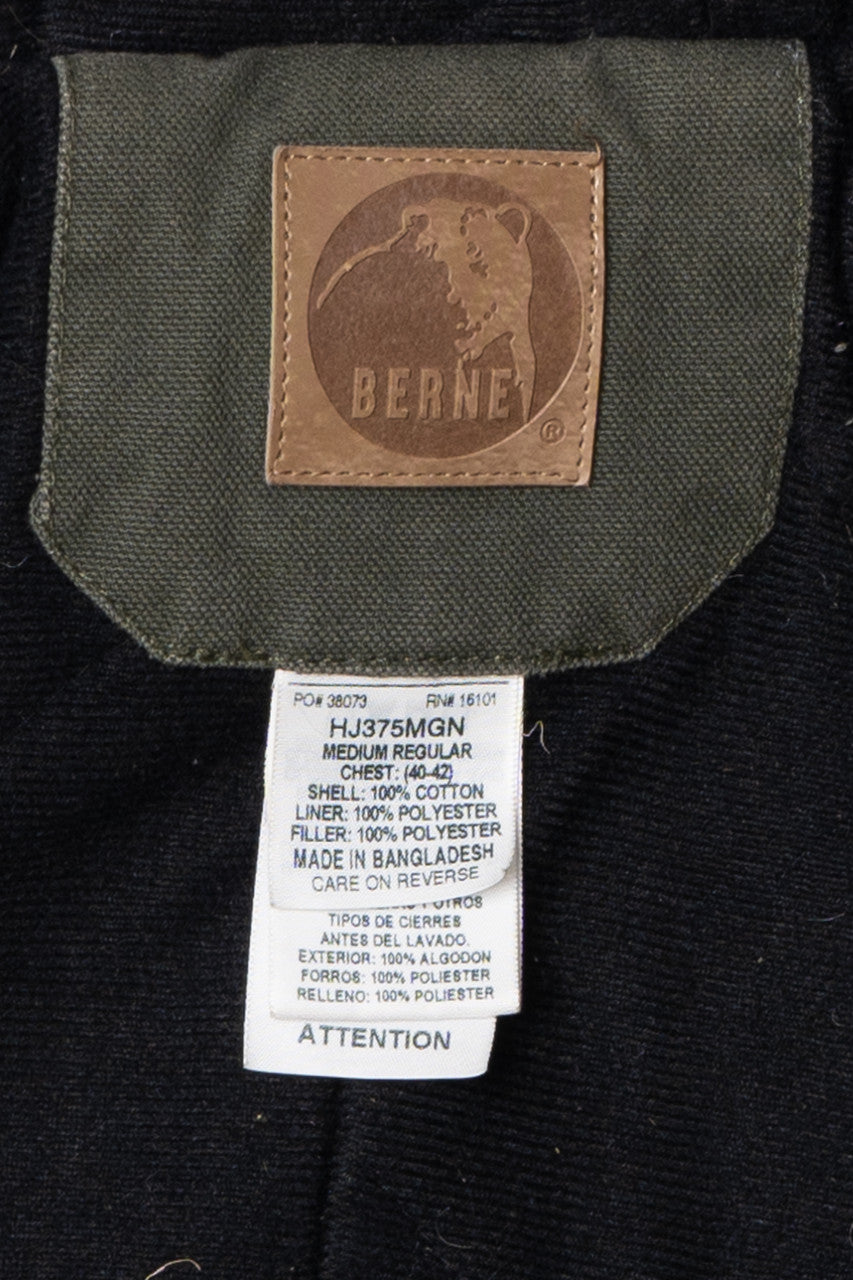 BERNE
®
PO# 38073 RN# 16101
HJ375MGN
MEDIUM REGULAR
CHEST: (40-42)
SHELL: 100% COTTON
LINER: 100% POLYESTER
FILLER: 100% POLYESTER
MADE IN BANGLADESH
CARE ON REVERSE
Y OTROS
TIPOS DE CIERRES
ANTES DEL LAVADO.
EXTERIOR: 100% ALGODON
FORROS: 100% POLIESTER
RELLENO: 100% POLIESTER
ATTENTION